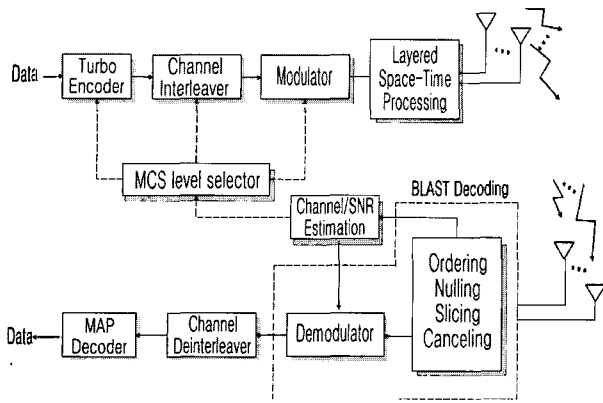 Data
Turbo
Encoder
Channel
Interleaver
Modulator
Layered
Space-Time
Processing
MCS level selector
Channel/SNR
Estimation
BLAST Decoding
Ordering
Nulling
Slicing
Canceling
Data
MAP
Decoder
Channel
Deinterleaver
Demodulator